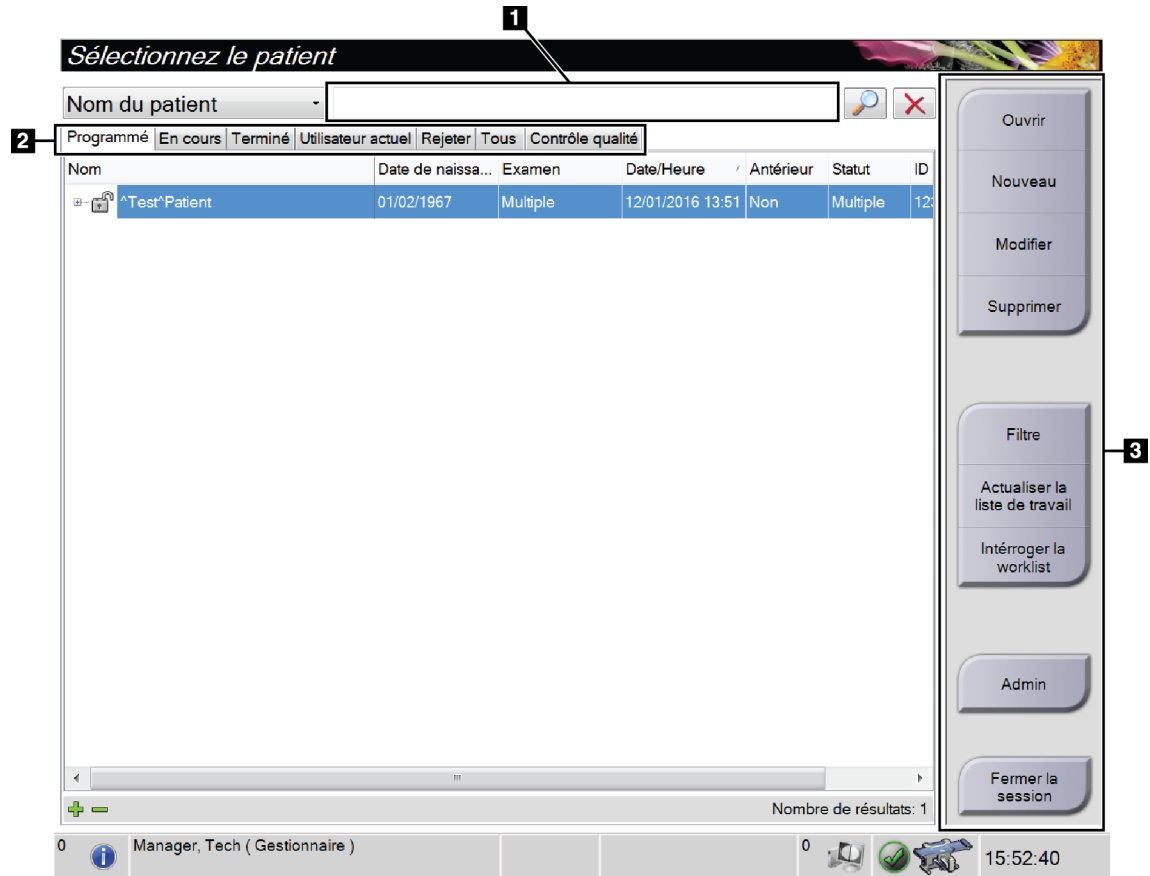 1
Sélectionnez le patient
Nom du patient
2
Programmé En cours Terminé Utilisateur actuel Rejeter Tous Contrôle qualité
Nom Date de naissa... Examen Date/Heure Antérieur Statut ID
^Test^Patient 01/02/1967 Multiple 12/01/2016 13:51 Non Multiple 123
Ouvrir
Nouveau
Modifier
Supprimer
3
Filtre
Actualiser la
liste de travail
Intérroger la
worklist
Admin
Fermer la
session
Nombre de résultats: 1
0 Manager, Tech ( Gestionnaire ) 0 15:52:40